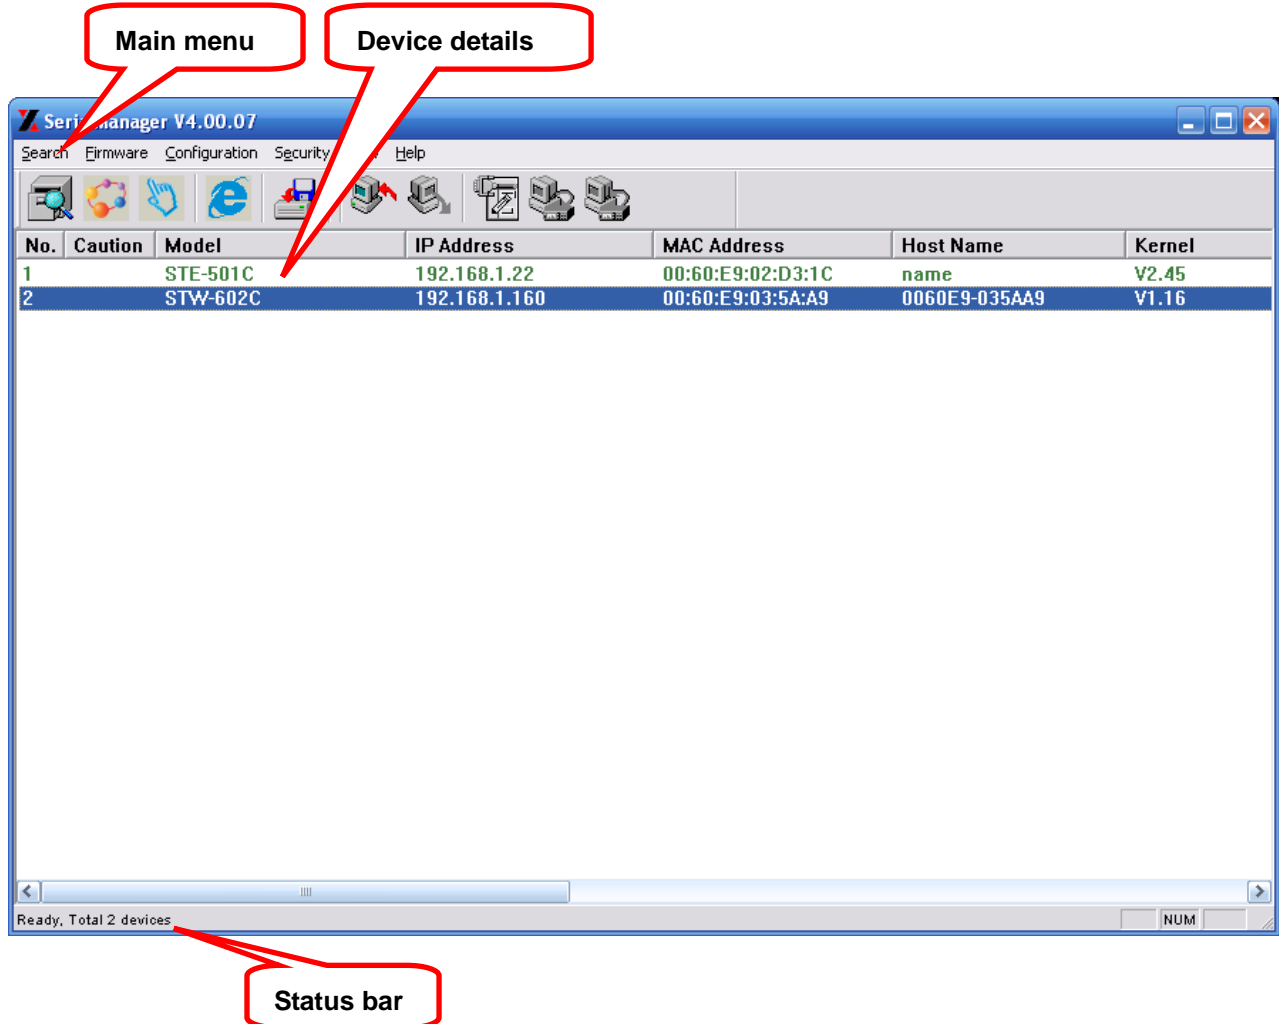 Main menu Device details
Manager V4.00.07
Search Firmware Configuration Security Help
No. Caution Model IP Address MAC Address Host Name Kernel
1 STE-501C 192.168.1.22 00:60:E9:02:D3:1C name V2.45
2 STW-602C 192.168.1.160 00:60:E9:03:5A:A9 0060E9-035AA9 V1.16
Ready, Total 2 devices NUM
Status bar